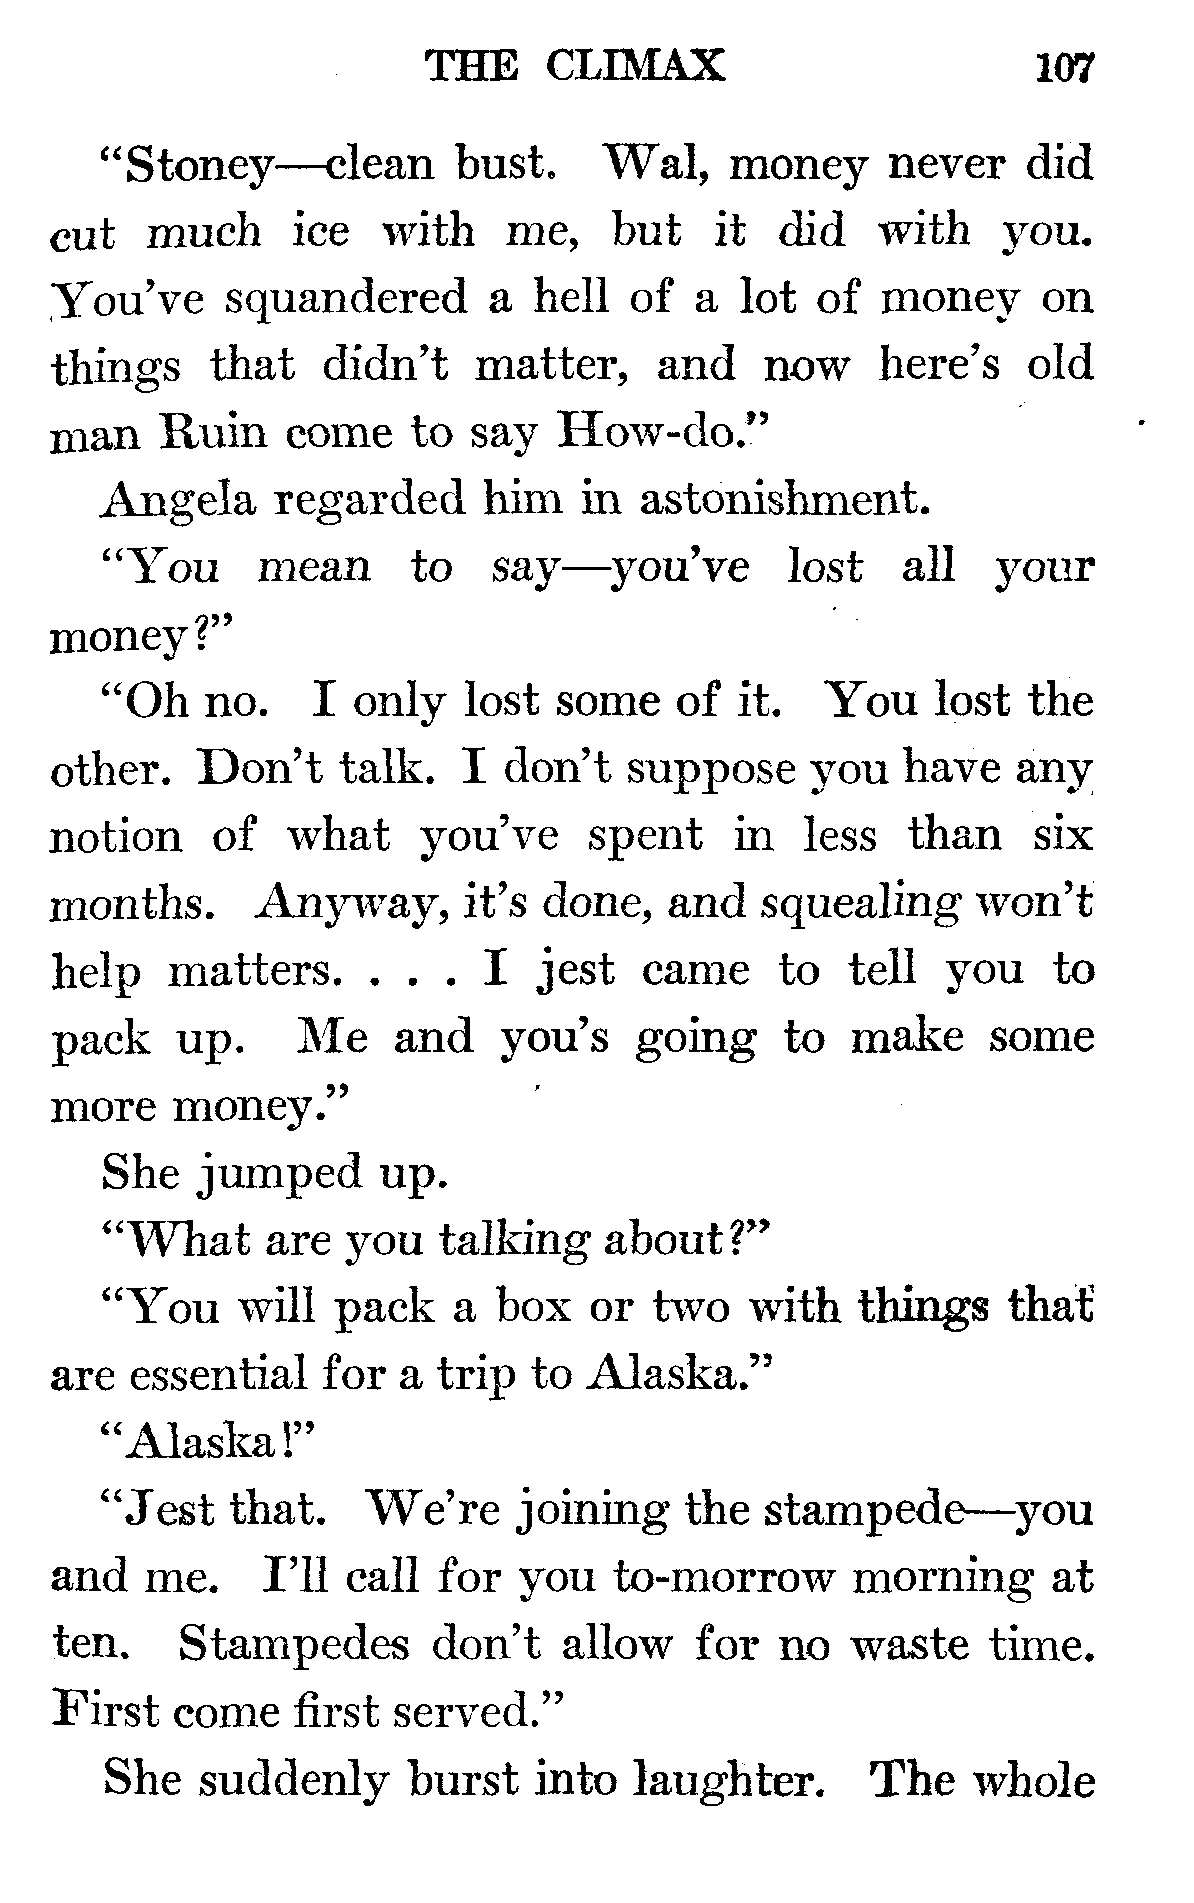 THE CLIMAX 107
“Stoney—clean bust. Wal, money never did
cut much ice with me, but it did with you.
You’ve squandered a hell of a lot of money on
things that didn’t matter, and now here’s old
man Ruin come to say How-do.”
Angela regarded him in astonishment.
“You mean to say—you’ve lost all your
money?”
“Oh no. I only lost some of it. You lost the
other. Don’t talk. I don’t suppose you have any
notion of what you’ve spent in less than six
months. Anyway, it’s done, and squealing won’t
help matters. . . . I jest came to tell you to
pack up. Me and you’s going to make some
more money.”
She jumped up.
“What are you talking about?”
“You will pack a box or two with things that
are essential for a trip to Alaska.”
“Alaska!”
“Jest that. We’re joining the stampede—you
and me. I’ll call for you to-morrow morning at
ten. Stampedes don’t allow for no waste time.
First come first served.”
She suddenly burst into laughter. The whole